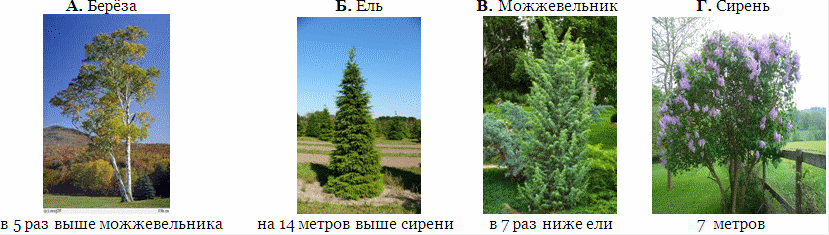 А. Берёза
Б. Ель
В. Можжевельник
Г. Сирень
в 5 раз выше можжевельника
на 14 метров выше сирени
в 7 раз ниже ели
7 метров